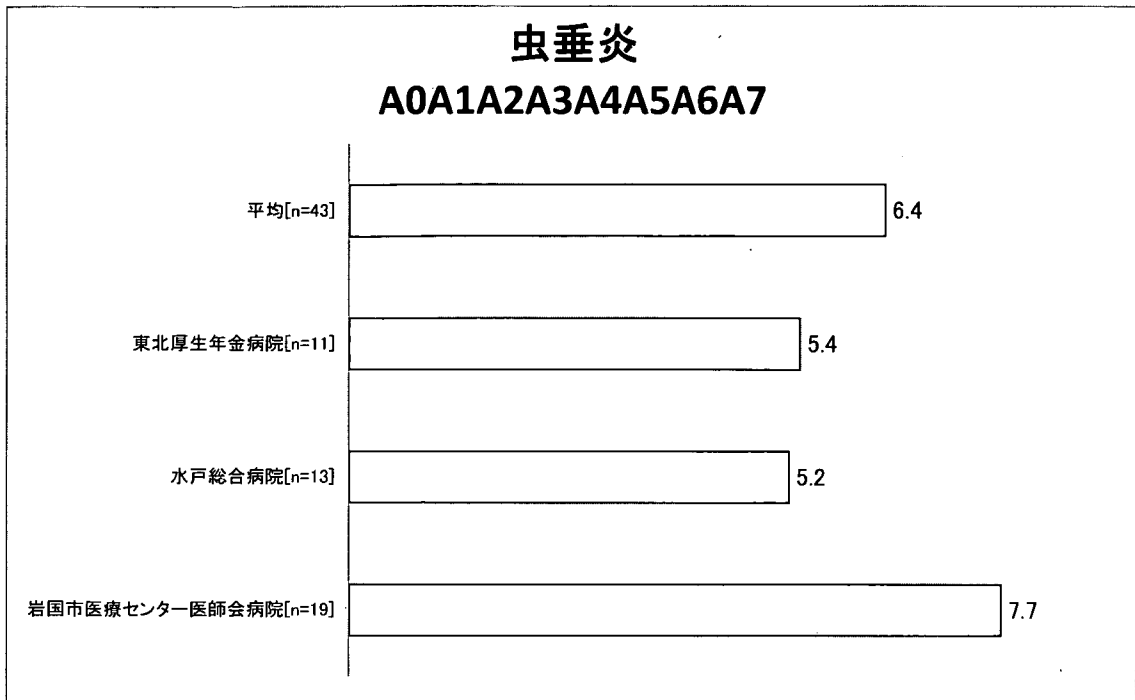 虫垂炎
A0A1A2A3A4A5A6A7
平均[n=43]
6.4
東北厚生年金病院[n=11]
5.4
水戸総合病院[n=13]
5.2
岩国市医療センター医師会病院[n=19]
7.7